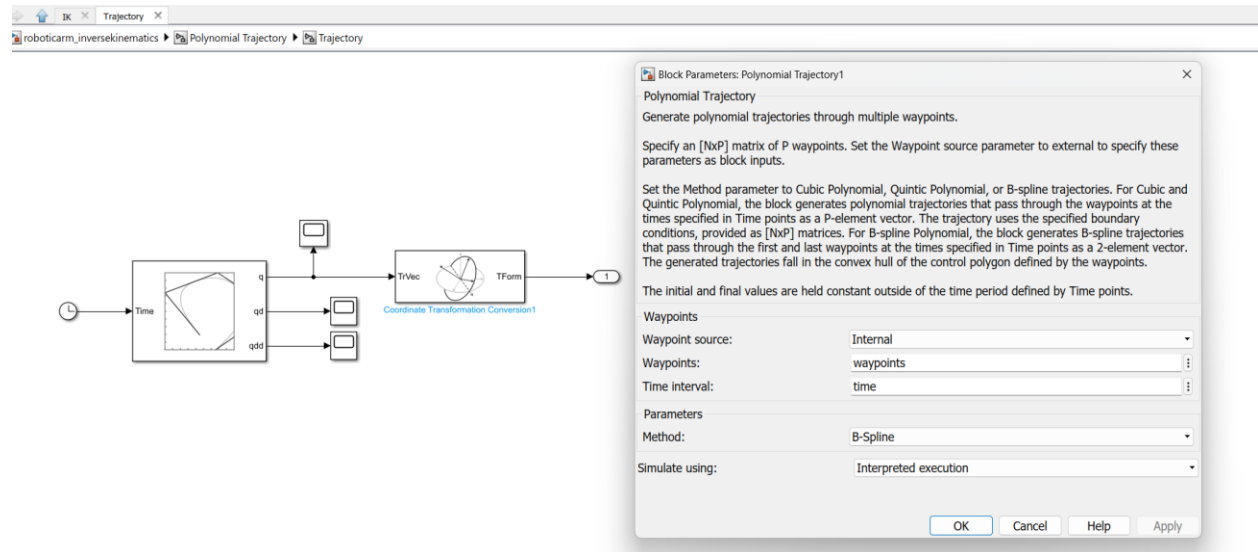 IK
Trajectory
roboticarm_inversekinematics
Polynomial Trajectory
Trajectory
Time
q
qd
qdd
TrVec
TForm
Coordinate Transformation Conversion1
1
Block Parameters: Polynomial Trajectory1
Polynomial Trajectory
Generate polynomial trajectories through multiple waypoints.
Specify an [NxP] matrix of P waypoints. Set the Waypoint source parameter to external to specify these
parameters as block inputs.
Set the Method parameter to Cubic Polynomial, Quintic Polynomial, or B-spline trajectories. For Cubic and
Quintic Polynomial, the block generates polynomial trajectories that pass through the waypoints at the
times specified in Time points as a P-element vector. The trajectory uses the specified boundary
conditions, provided as [NxP] matrices. For B-spline Polynomial, the block generates B-spline trajectories
that pass through the first and last waypoints at the times specified in Time points as a 2-element vector.
The generated trajectories fall in the convex hull of the control polygon defined by the waypoints.
The initial and final values are held constant outside of the time period defined by Time points.
Waypoints
Waypoint source: Internal
Waypoints: waypoints
Time interval: time
Parameters
Method: B-Spline
Simulate using: Interpreted execution
OK Cancel Help Apply